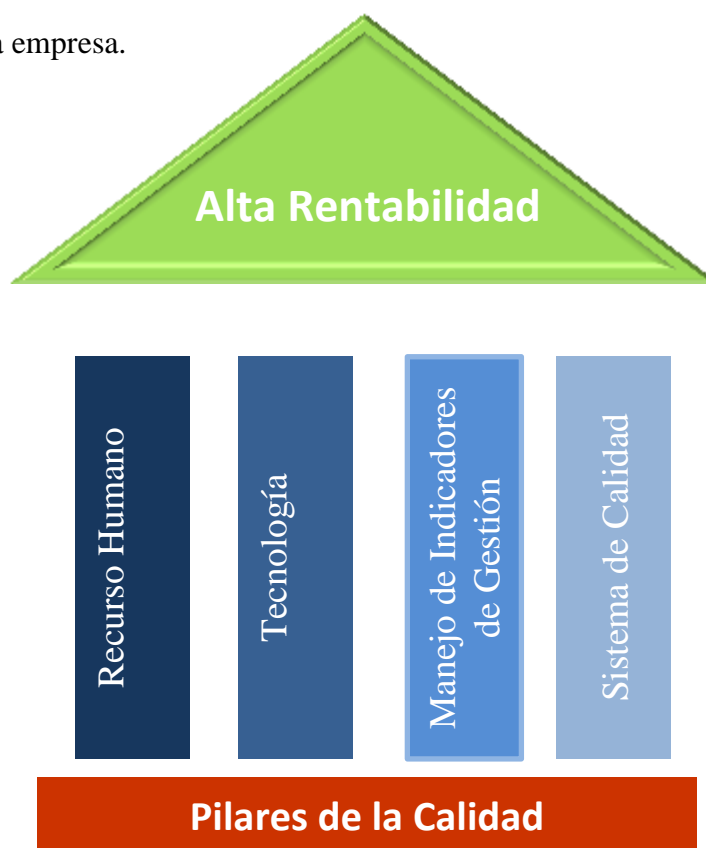 empresa.
Alta Rentabilidad
Recurso Humano
Tecnología
Manejo de Indicadores
de Gestión
Sistema de Calidad
Pilares de la Calidad